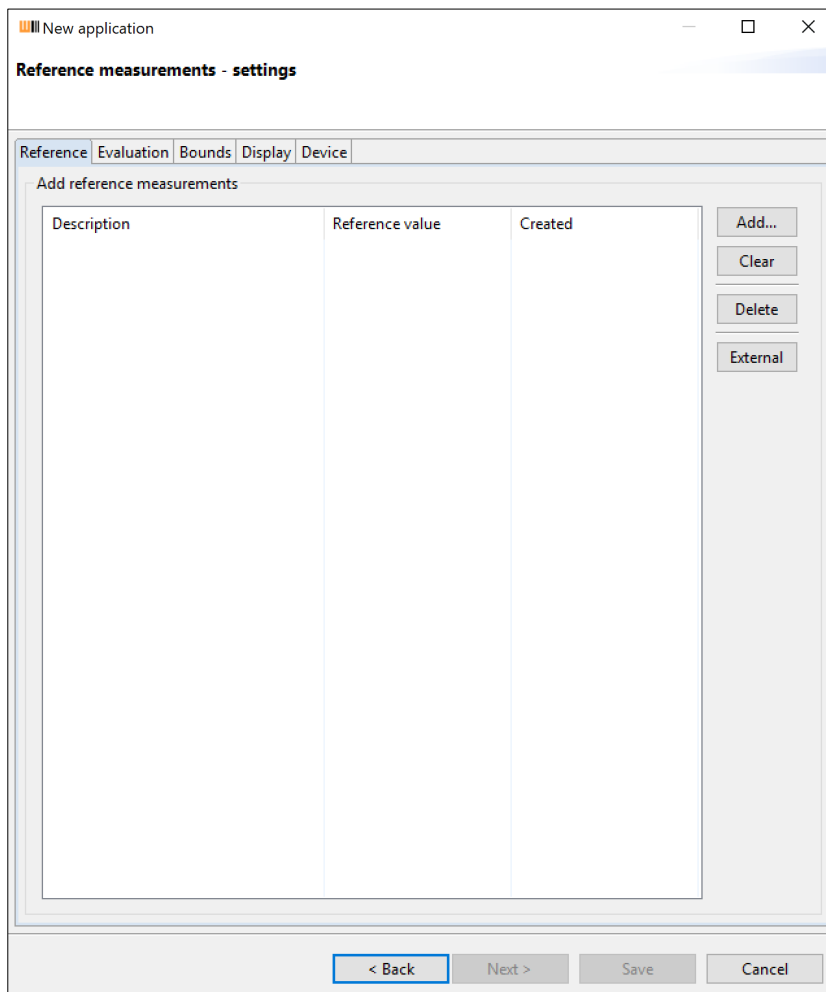 New application
Reference measurements - settings
Reference Evaluation Bounds Display Device
Add reference measurements
Description Reference value Created
Add...
Clear
Delete
External
< Back Next > Save Cancel